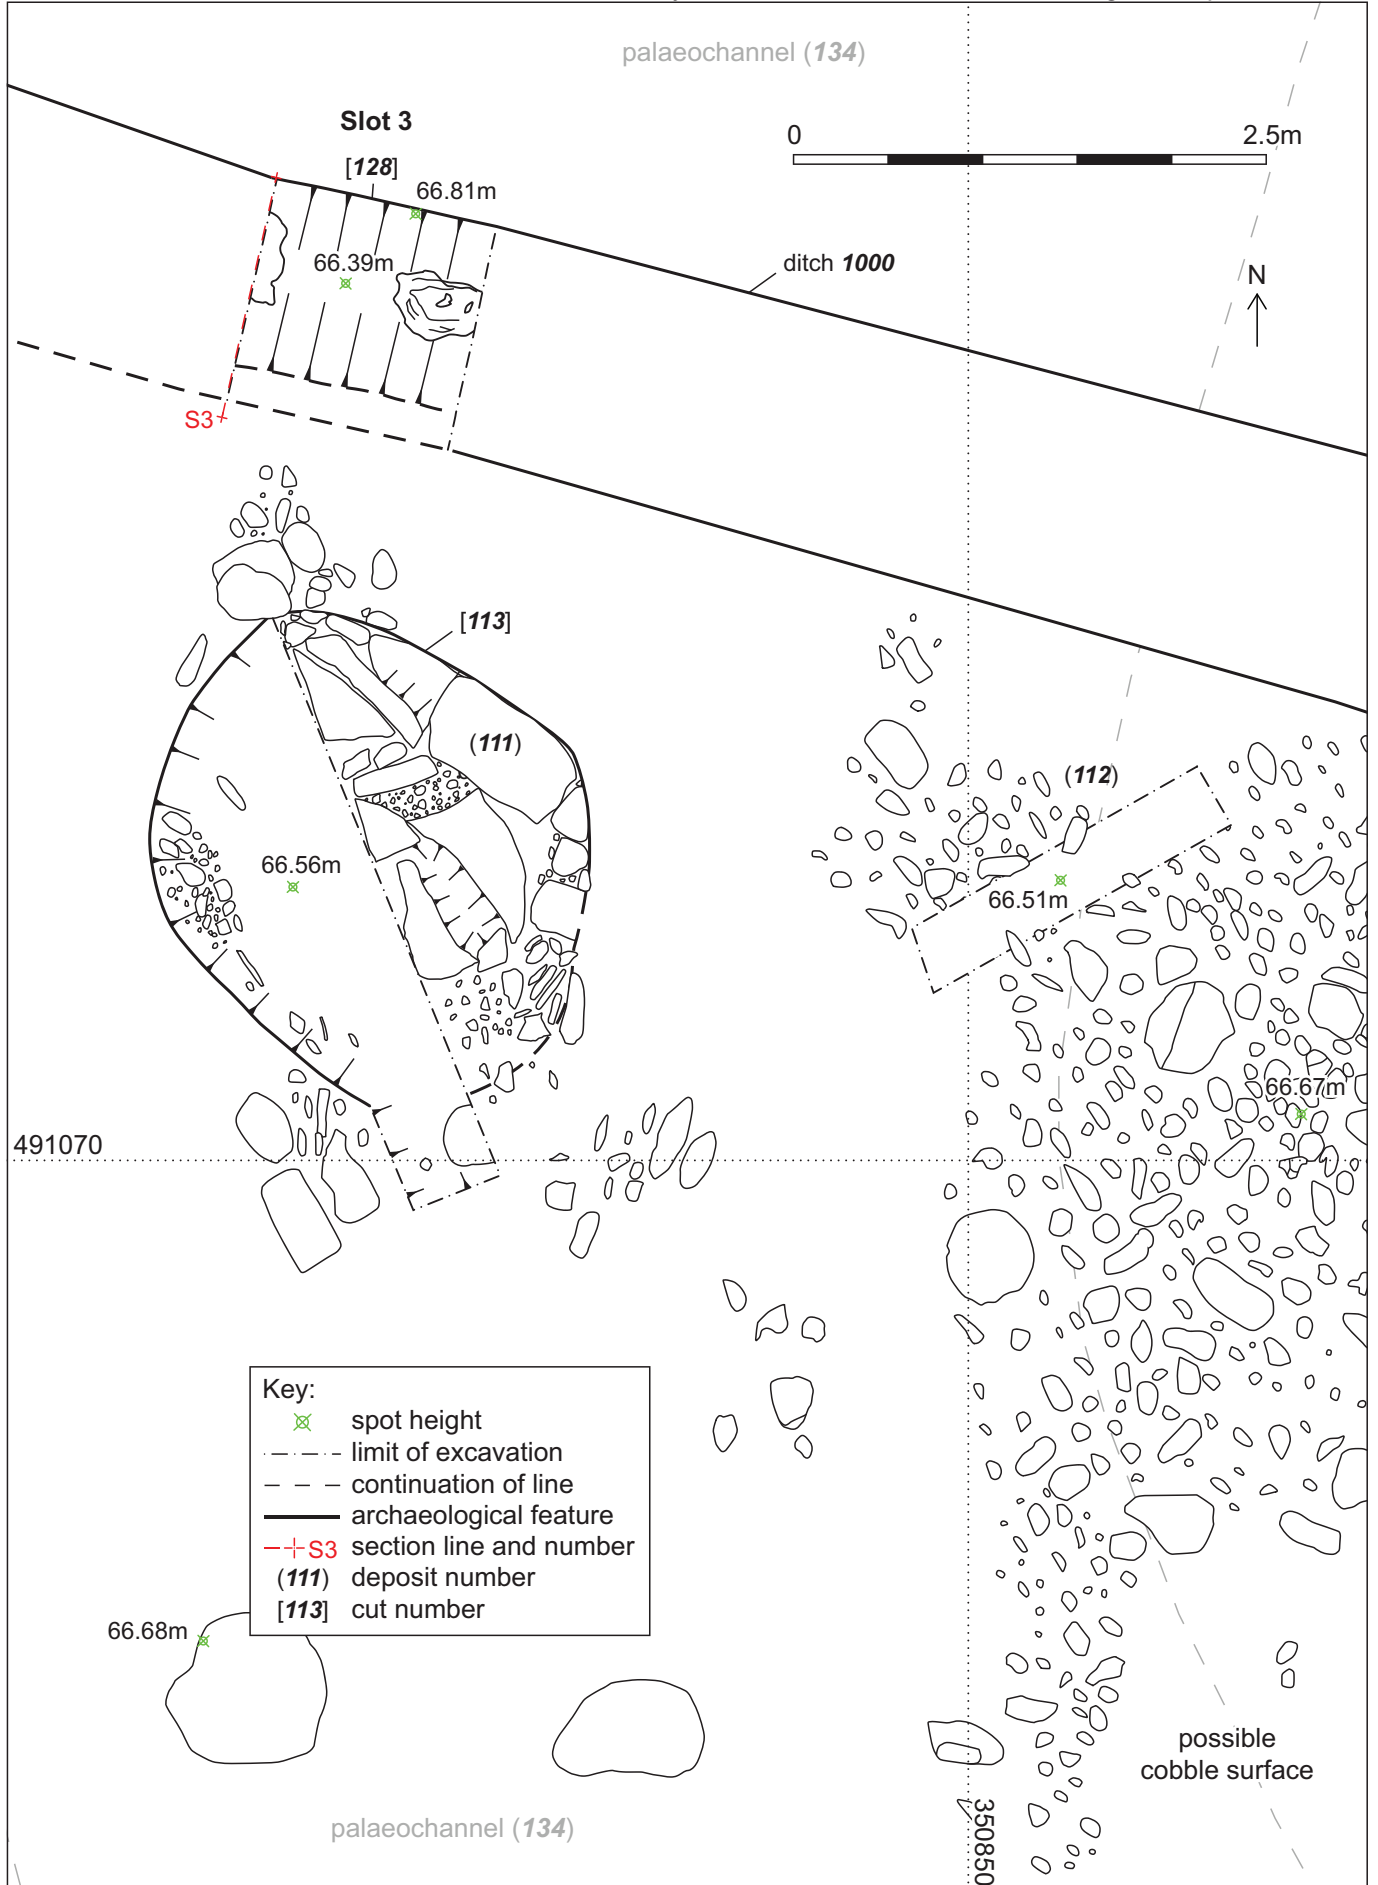 palaeochannel (134)
Slot 3
[128]
66.81m
0 2.5m
66.39m
ditch 1000
N
S3
[113]
(111)
(112)
66.56m
66.51m
66.67m
491070
Key:
spot height
limit of excavation
continuation of line
archaeological feature
S3 section line and number
(111) deposit number
[113] cut number
66.68m
possible
cobble surface
palaeochannel (134)
350850